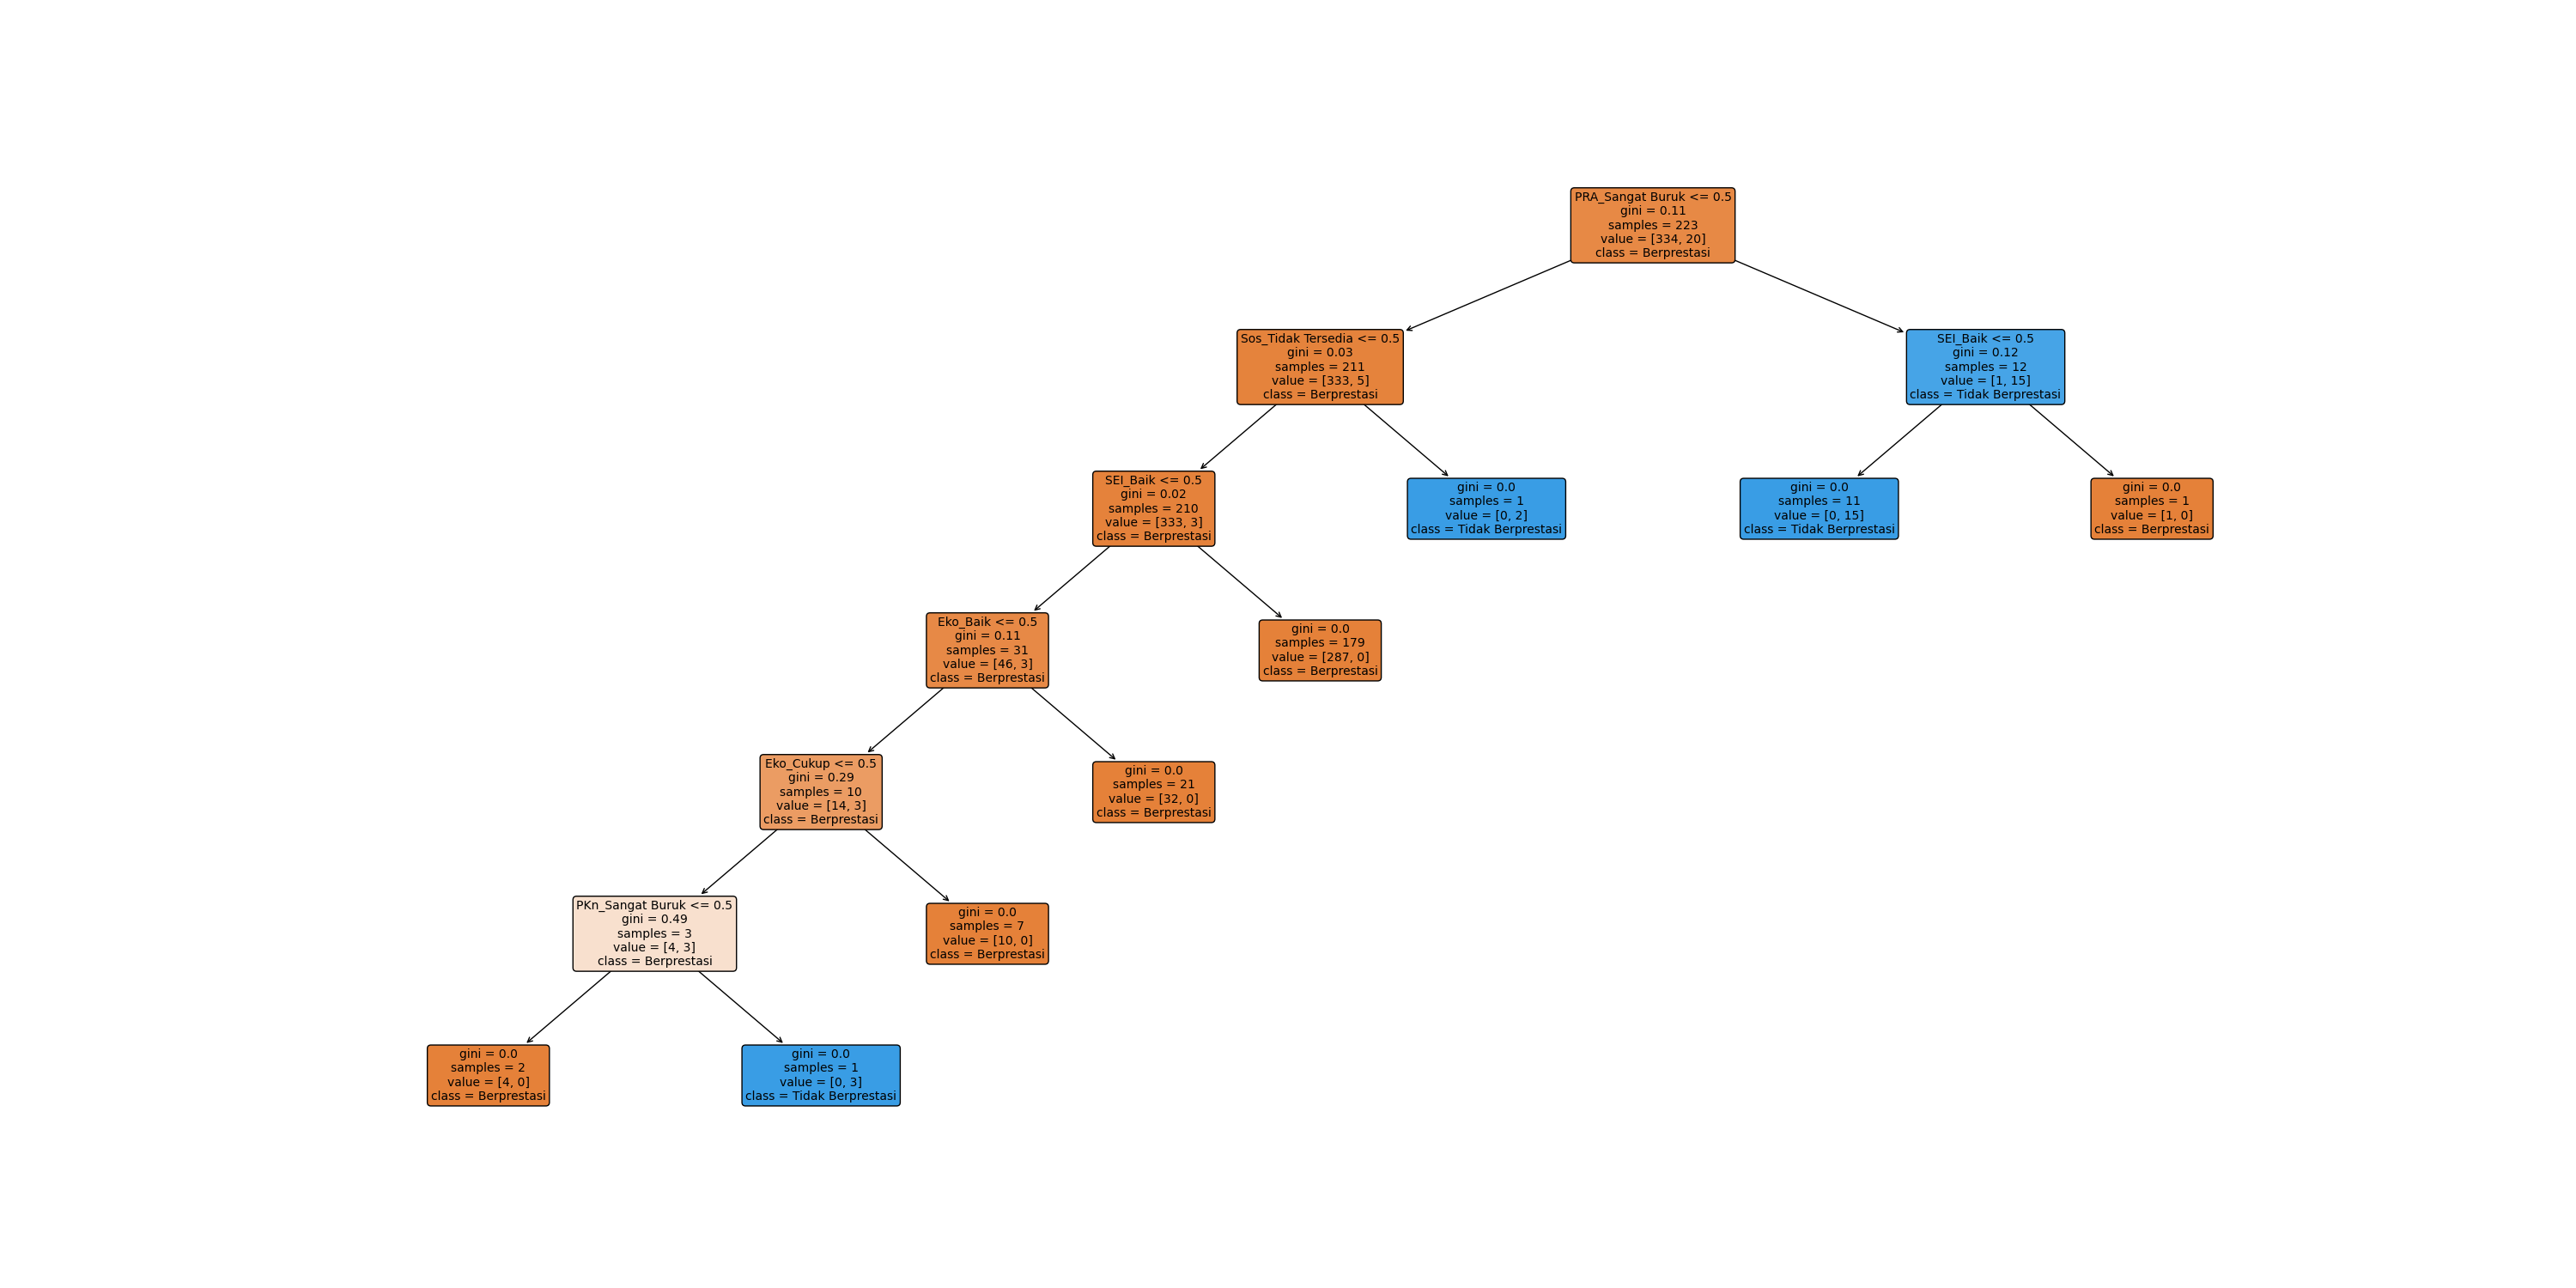 PRA_Sangat Buruk <= 0.5
gini = 0.11
samples = 223
value = [334, 20]
class = Berprestasi
Sos_Tidak Tersedia <= 0.5
gini = 0.03
samples = 211
value = [333, 5]
class = Berprestasi
SEI_Baik <= 0.5
gini = 0.12
samples = 12
value = [1, 15]
class = Tidak Berprestasi
SEI_Baik <= 0.5
gini = 0.02
samples = 210
value = [333, 3]
class = Berprestasi
gini = 0.0
samples = 1
value = [0, 2]
class = Tidak Berprestasi
gini = 0.0
samples = 11
value = [0, 15]
class = Tidak Berprestasi
gini = 0.0
samples = 1
value = [1, 0]
class = Berprestasi
Eko_Baik <= 0.5
gini = 0.11
samples = 31
value = [46, 3]
class = Berprestasi
gini = 0.0
samples = 179
value = [287, 0]
class = Berprestasi
Eko_Cukup <= 0.5
gini = 0.29
samples = 10
value = [14, 3]
class = Berprestasi
gini = 0.0
samples = 21
value = [32, 0]
class = Berprestasi
PKn_Sangat Buruk <= 0.5
gini = 0.49
samples = 3
value = [4, 3]
class = Berprestasi
gini = 0.0
samples = 7
value = [10, 0]
class = Berprestasi
gini = 0.0
samples = 2
value = [4, 0]
class = Berprestasi
gini = 0.0
samples = 1
value = [0, 3]
class = Tidak Berprestasi